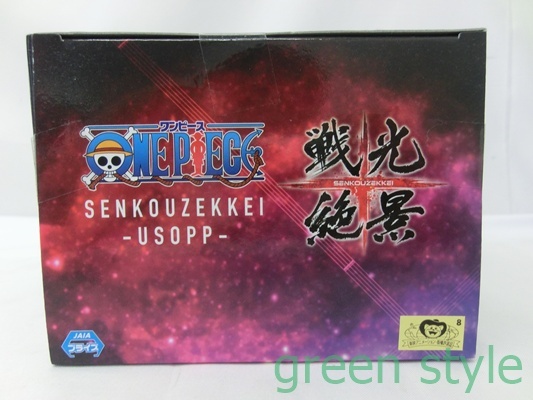 ワンピース
ONE PIECE
SENKOUZEKKEI
-USOPP-
戦光
SENKOUZEKKEI
絶景
JAIA
プライズ
8
green style